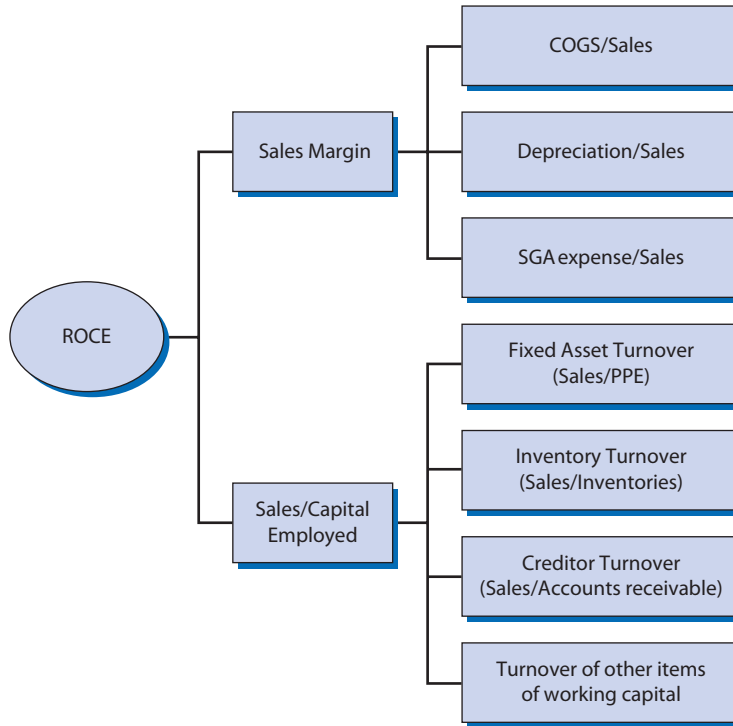 ROCE
Sales Margin
COGS/Sales
Depreciation/Sales
SGA expense/Sales
Sales/Capital
Employed
Fixed Asset Turnover
(Sales/PPE)
Inventory Turnover
(Sales/Inventories)
Creditor Turnover
(Sales/Accounts receivable)
Turnover of other items
of working capital